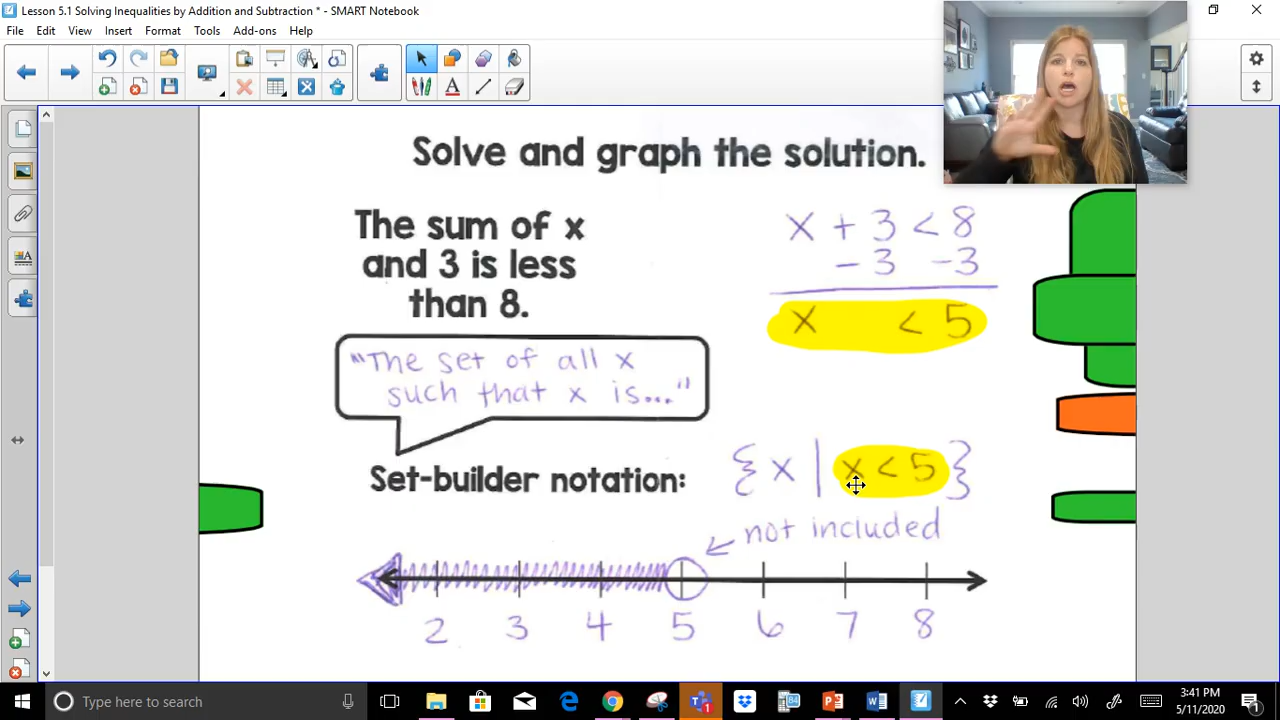 Lesson 5.1 Solving Inequalities by Addition and Subtraction * - SMART Notebook
File Edit View Insert Format Tools Add-ons Help
Solve and graph the solution.
The sum of x
and 3 is less
than 8.
x + 3 < 8
- 3 -3
x < 5
"The set of all x
such that x is..."
Set-builder notation:
{ x | x < 5 }
not included
2 3 4 5 6 7 8
Type here to search
3:41 PM
5/11/2020